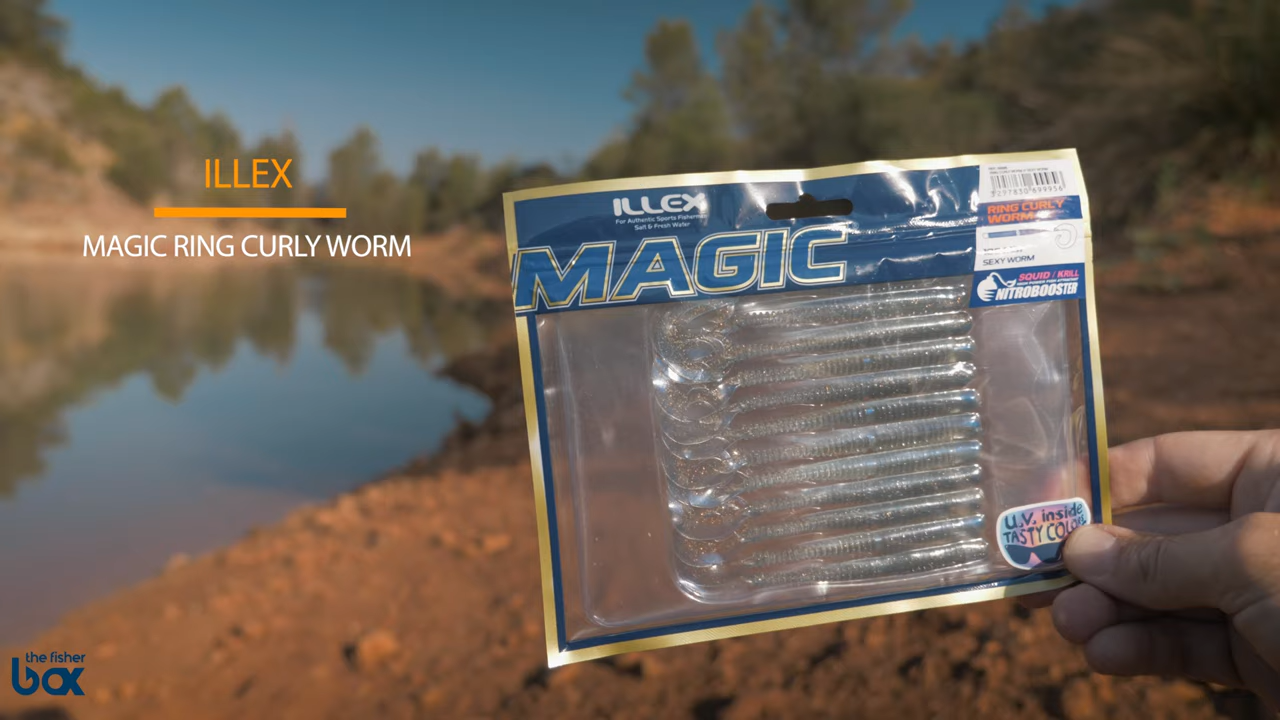 ILLEX
MAGIC RING CURLY WORM
ILLEX
For Authentic Sports Fishermen
Salt & Fresh Water
MAGIC
RING CURLY
WORM
SEXY WORM
SQUID / KRILL
NITROBOOSTER
U.V. inside
TASTY COLOR
the fisher
box